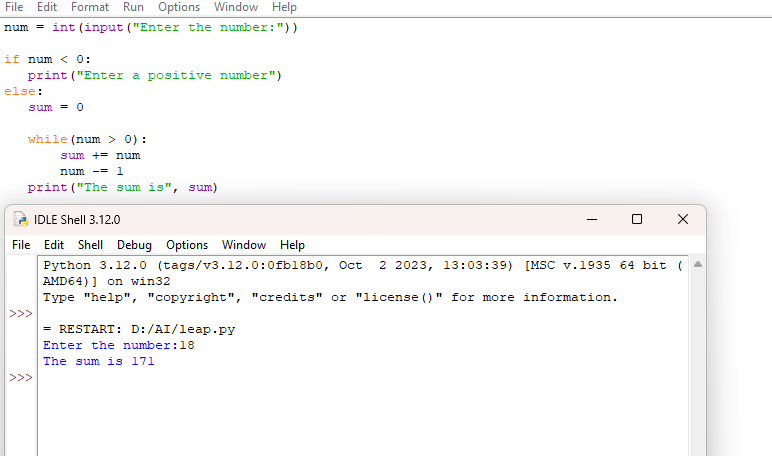 File Edit Format Run Options Window Help
num = int(input("Enter the number:"))
if num < 0:
   print("Enter a positive number")
else:
   sum = 0
   while(num > 0):
       sum += num
       num -= 1
   print("The sum is", sum)
IDLE Shell 3.12.0
File Edit Shell Debug Options Window Help
Python 3.12.0 (tags/v3.12.0:0fb18b0, Oct  2 2023, 13:03:39) [MSC v.1935 64 bit (
AMD64)] on win32
Type "help", "copyright", "credits" or "license()" for more information.
>>>
= RESTART: D:/AI/leap.py
Enter the number:18
The sum is 171
>>>